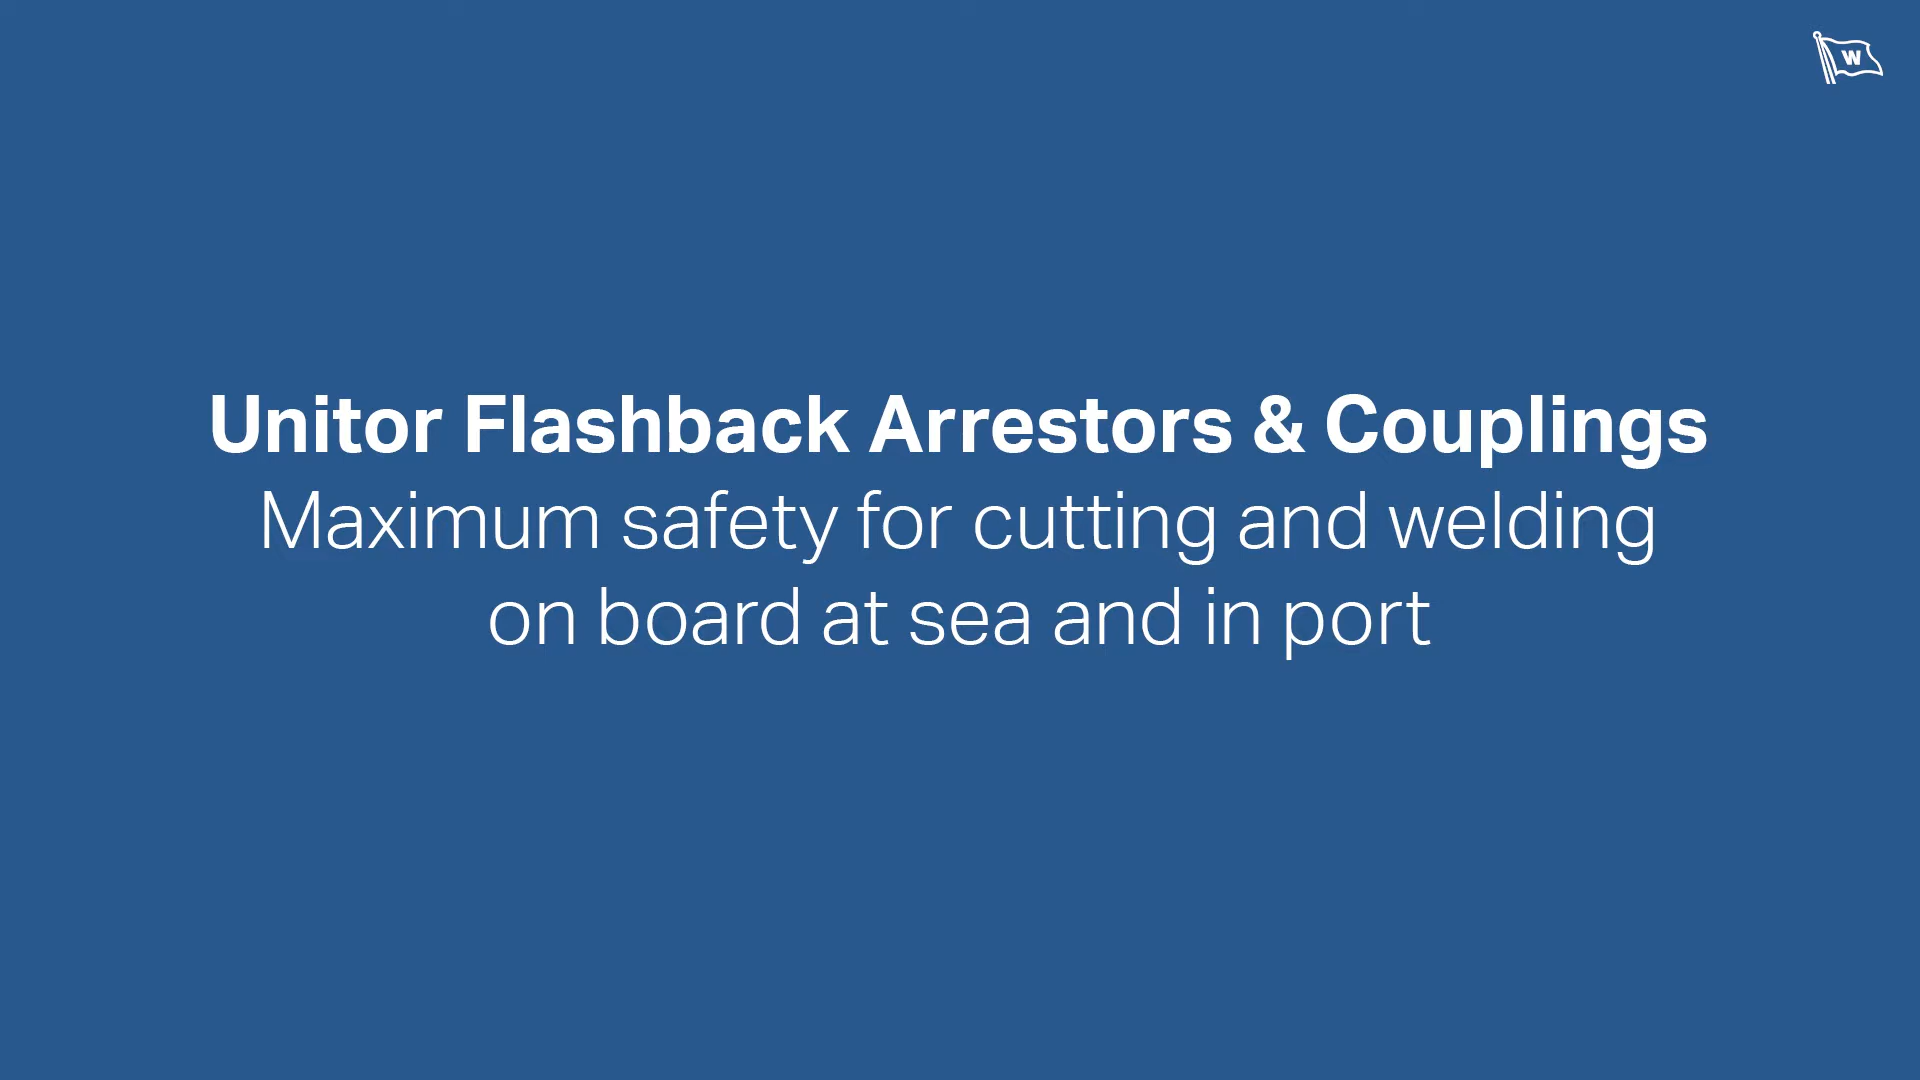 W
Unitor Flashback Arrestors & Couplings
Maximum safety for cutting and welding
on board at sea and in port